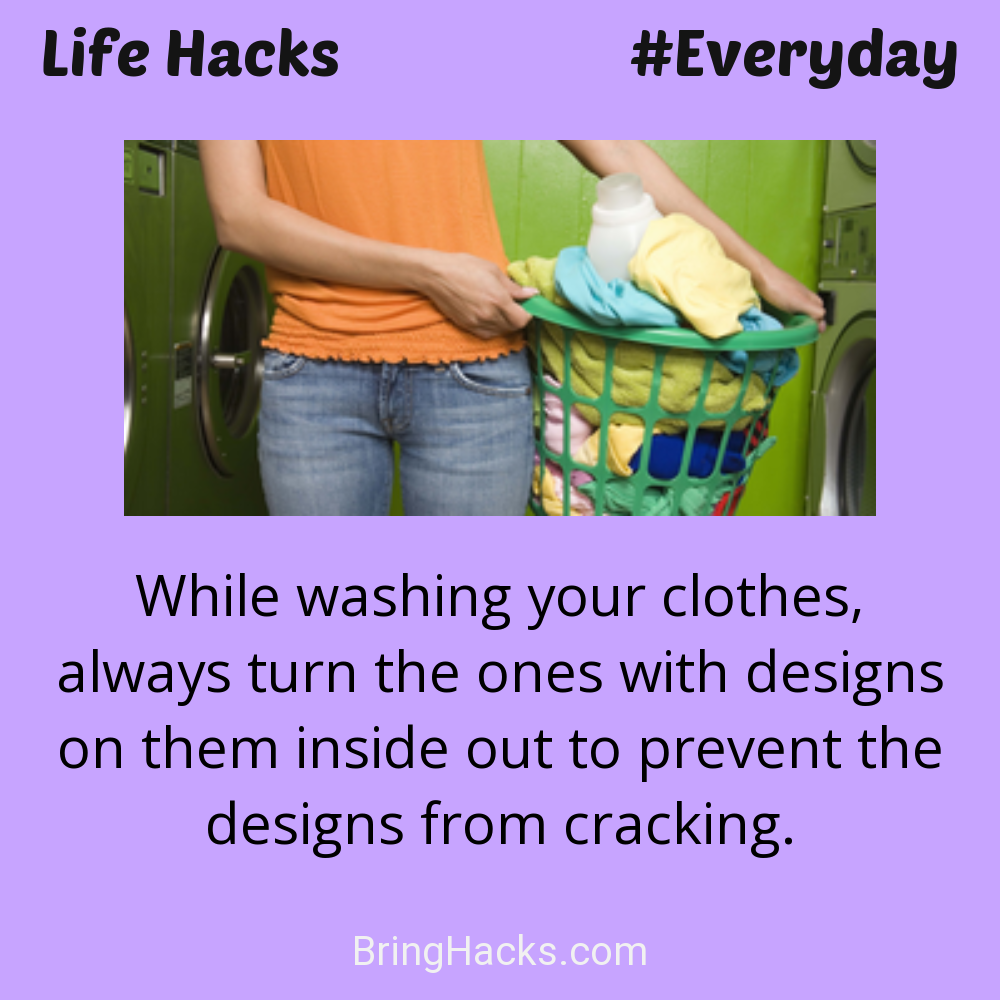 Life Hacks #Everyday
While washing your clothes,
always turn the ones with designs
on them inside out to prevent the
designs from cracking.
BringHacks.com